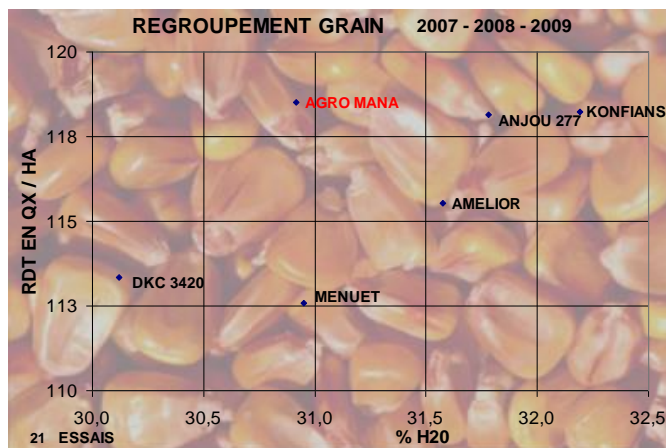 REGROUPEMENT GRAIN 2007 - 2008 - 2009
120
AGRO MANA
KONFIANS
ANJOU 277
118
AMELIOR
115
RDT EN QX / HA
DKC 3420
MENUET
113
110
30,0 30,5 31,0 31,5 32,0 32,5
21 ESSAIS % H20